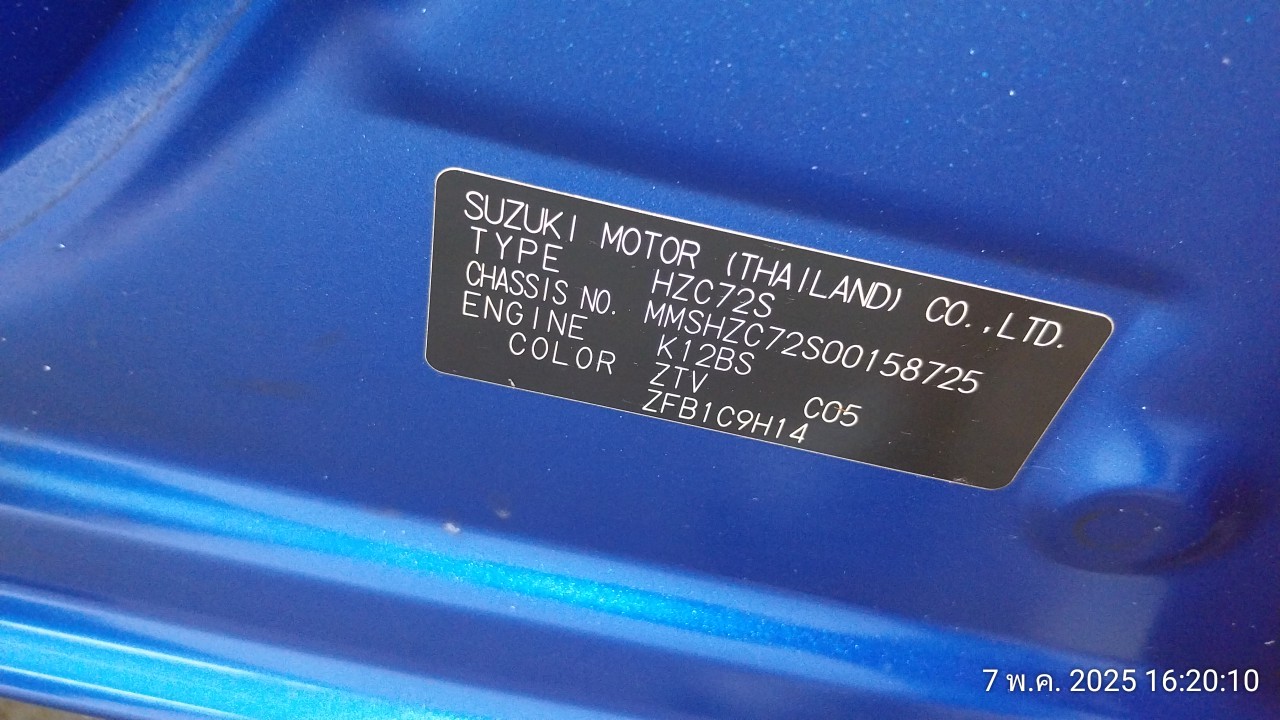 SUZUKI MOTOR (THAILAND) CO.,LTD.
TYPE HZC72S
CHASSIS NO. MMSHZC72S00158725
ENGINE K12BS
COLOR ZTV C05
ZFB1C9H14
7 พ.ค. 2025 16:20:10